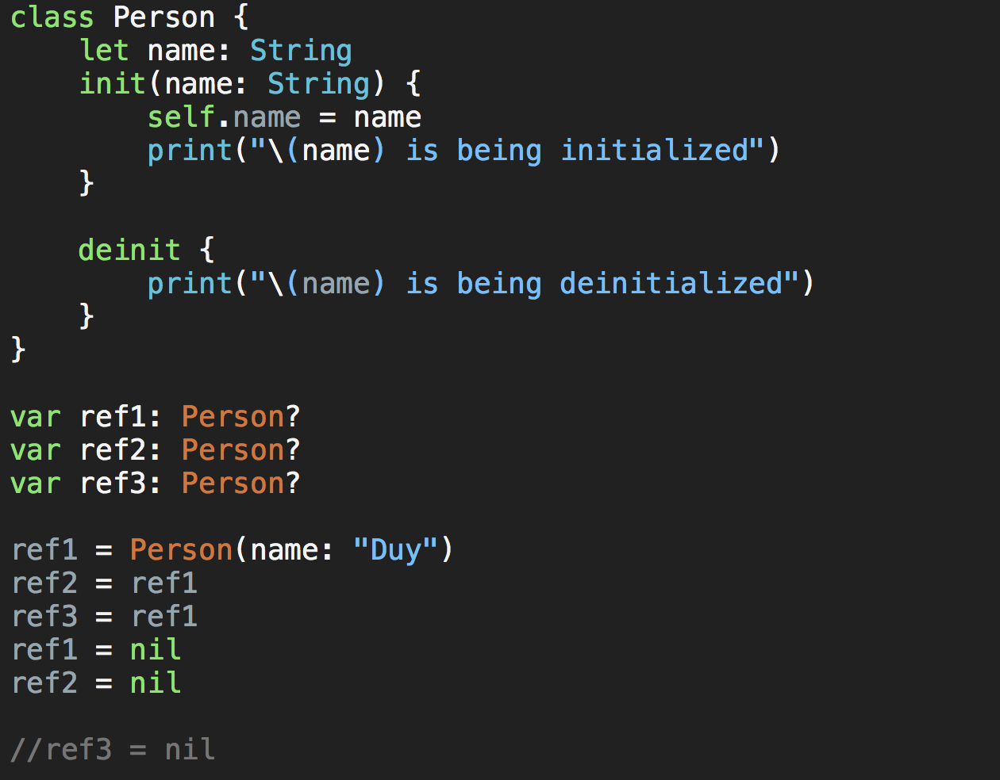 class Person {
    let name: String
    init(name: String) {
        self.name = name
        print("\(name) is being initialized")
    }

    deinit {
        print("\(name) is being deinitialized")
    }
}

var ref1: Person?
var ref2: Person?
var ref3: Person?

ref1 = Person(name: "Duy")
ref2 = ref1
ref3 = ref1
ref1 = nil
ref2 = nil

//ref3 = nil